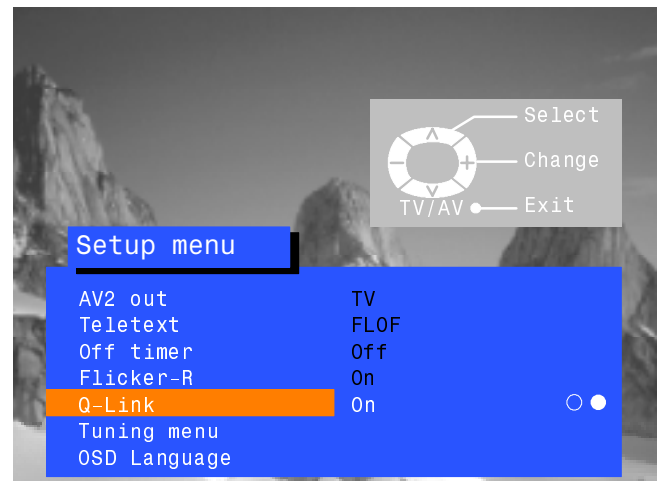 Select
Change
TV/AV Exit
Setup menu
AV2 out TV
Teletext FLOF
Off timer Off
Flicker-R On
Q-Link On
Tuning menu
OSD Language